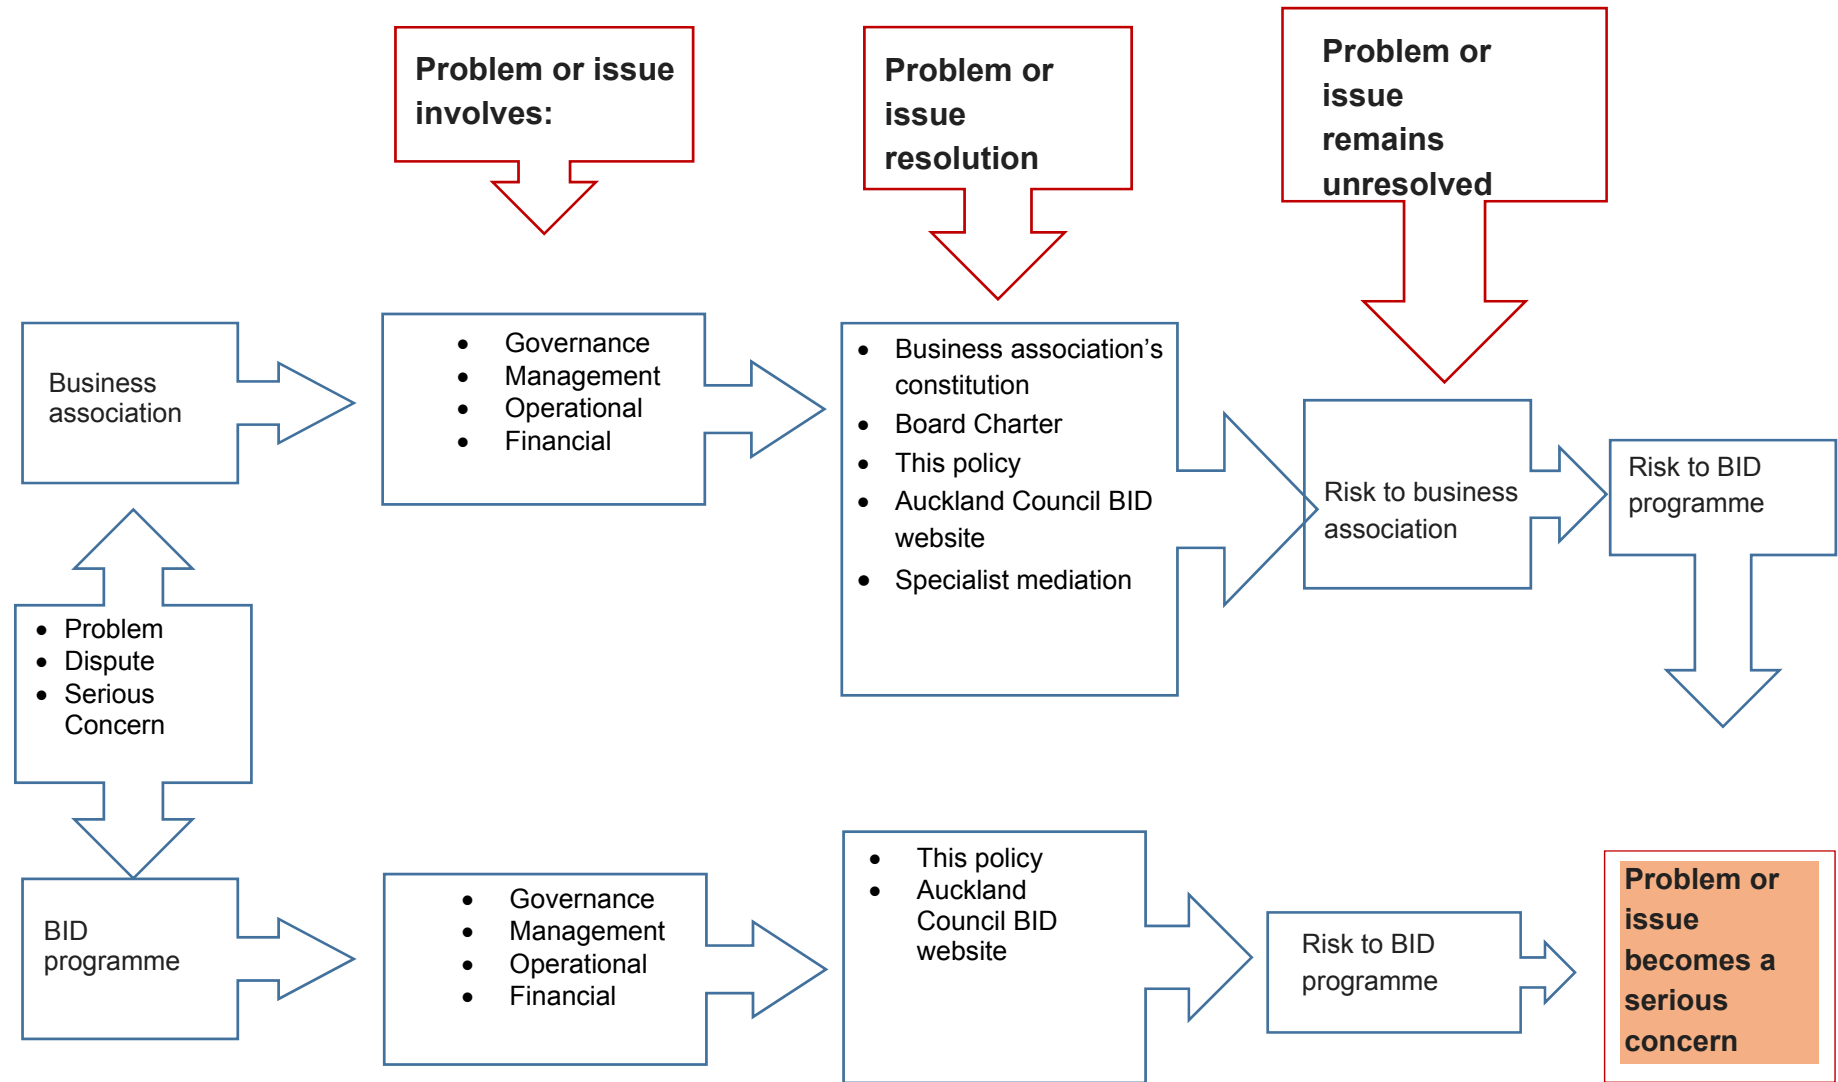 Problem or issue
involves:
Problem or
issue
resolution
Problem or
issue
remains
unresolved
Business
association
• Governance
• Management
• Operational
• Financial
• Business association’s
constitution
• Board Charter
• This policy
• Auckland Council BID
website
• Specialist mediation
Risk to business
association
Risk to BID
programme
• Problem
• Dispute
• Serious
Concern
BID
programme
• Governance
• Management
• Operational
• Financial
• This policy
• Auckland
Council BID
website
Risk to BID
programme
Problem or
issue
becomes a
serious
concern